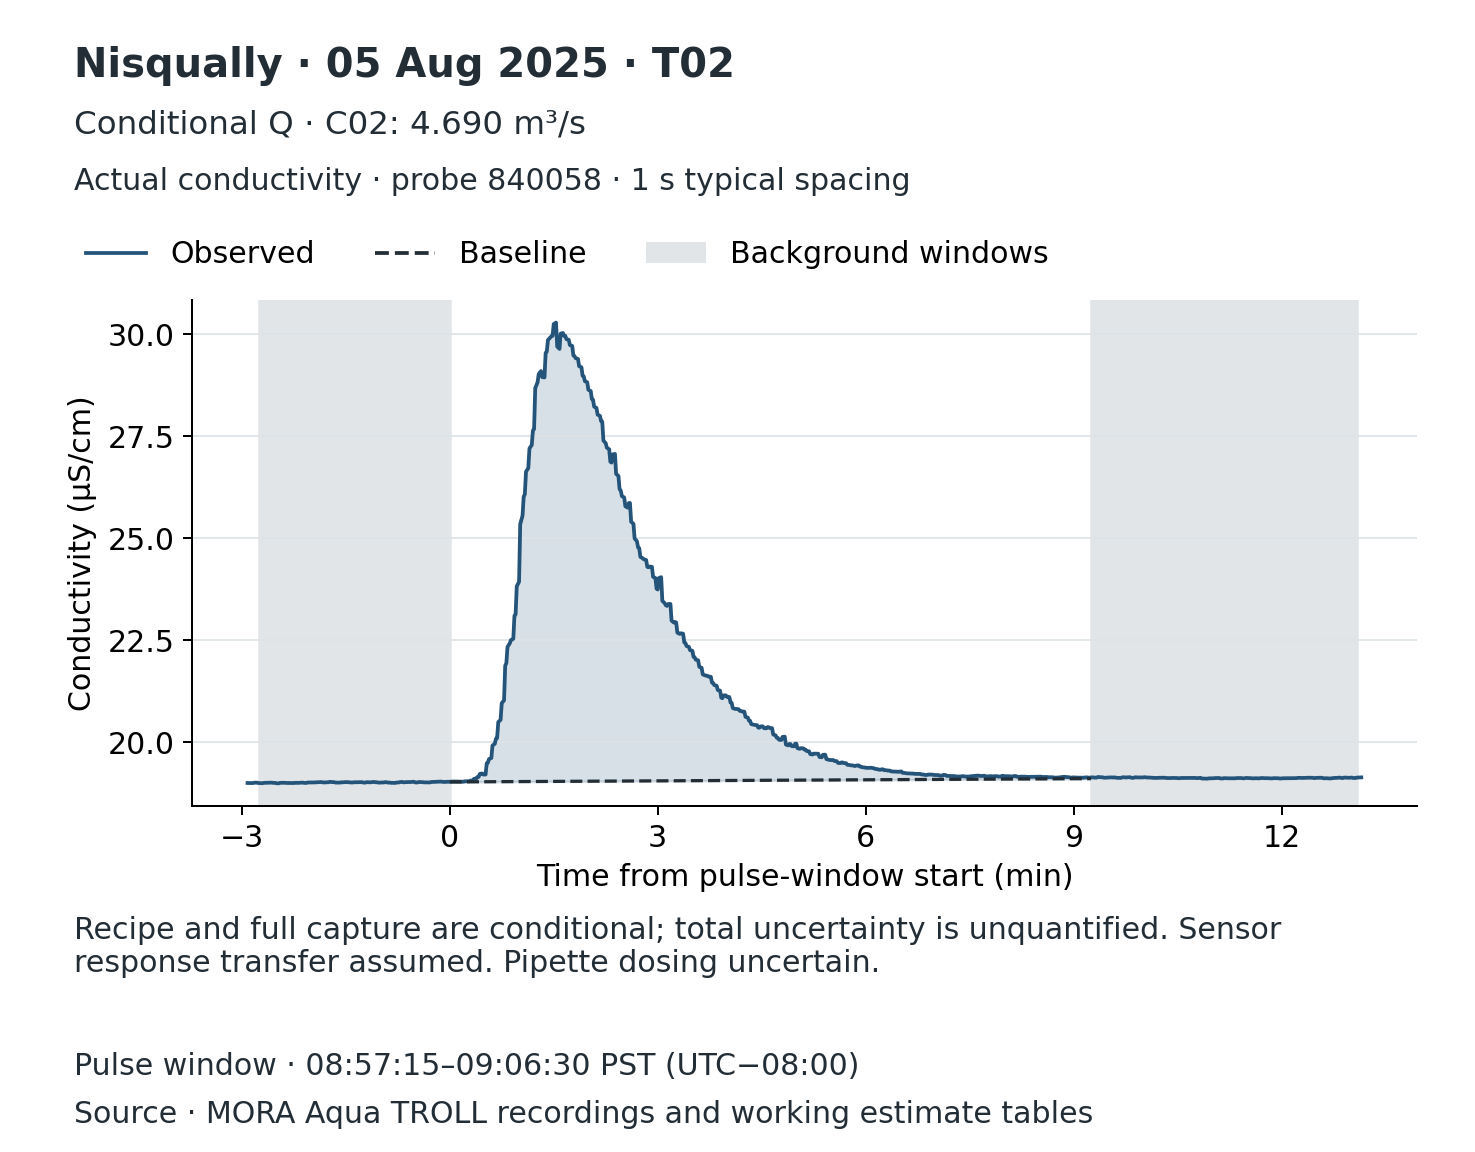 Nisqually · 05 Aug 2025 · T02
Conditional Q · C02: 4.690 m³/s
Actual conductivity · probe 840058 · 1 s typical spacing
Observed Baseline Background windows
30.0
27.5
25.0
22.5
20.0
Conductivity (µS/cm)
−3 0 3 6 9 12
Time from pulse-window start (min)
Recipe and full capture are conditional; total uncertainty is unquantified. Sensor
response transfer assumed. Pipette dosing uncertain.
Pulse window · 08:57:15–09:06:30 PST (UTC−08:00)
Source · MORA Aqua TROLL recordings and working estimate tables